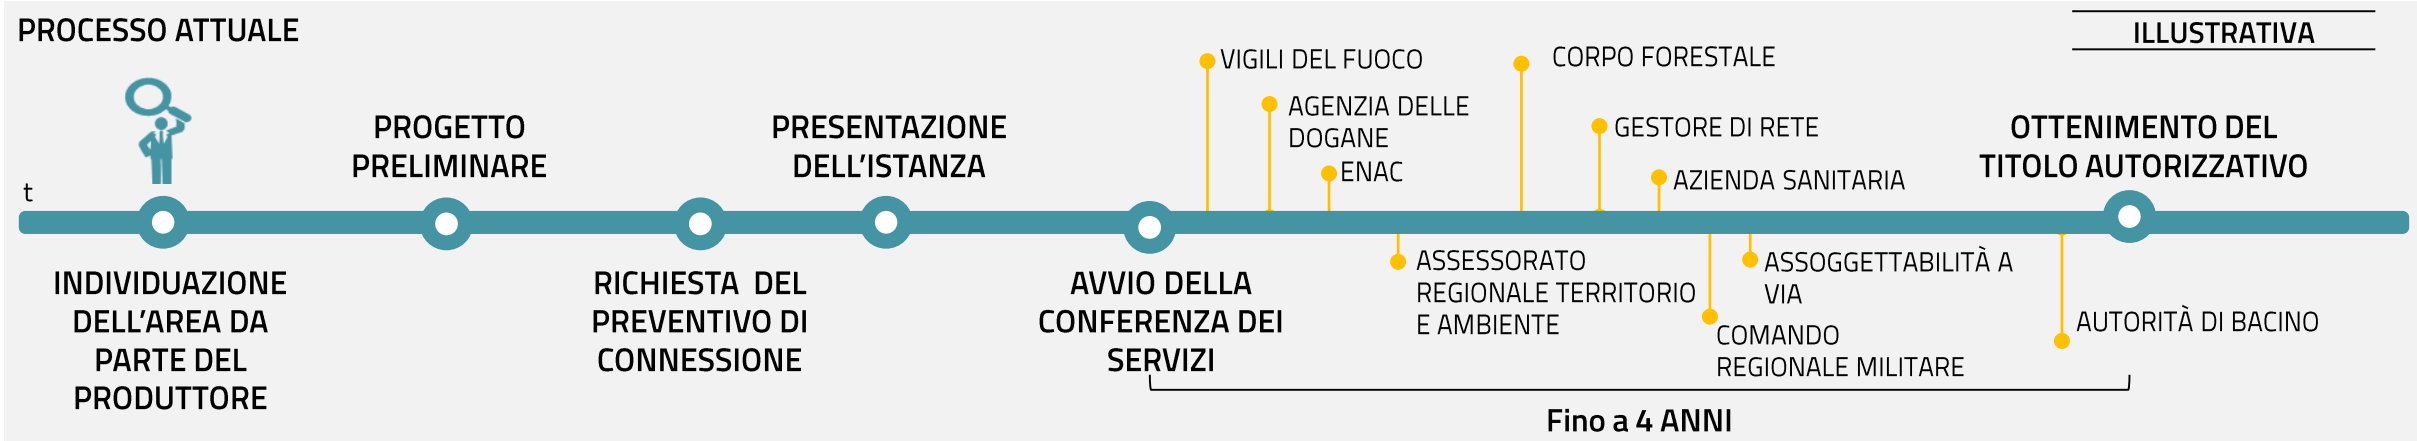 PROCESSO ATTUALE
ILLUSTRATIVA
VIGILI DEL FUOCO
CORPO FORESTALE
AGENZIA DELLE
DOGANE
ENAC
GESTORE DI RETE
AZIENDA SANITARIA
PROGETTO
PRELIMINARE
PRESENTAZIONE
DELL'ISTANZA
OTTENIMENTO DEL
TITOLO AUTORIZZATIVO
t
INDIVIDUAZIONE
DELL'AREA DA
PARTE DEL
PRODUTTORE
RICHIESTA DEL
PREVENTIVO DI
CONNESSIONE
AVVIO DELLA
CONFERENZA DEI
SERVIZI
ASSESSORATO
REGIONALE TERRITORIO
E AMBIENTE
COMANDO
REGIONALE MILITARE
ASSOGGETTABILITÀ A
VIA
AUTORITÀ DI BACINO
Fino a 4 ANNI